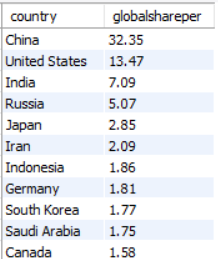 country globalshareper
China 32.35
United States 13.47
India 7.09
Russia 5.07
Japan 2.85
Iran 2.09
Indonesia 1.86
Germany 1.81
South Korea 1.77
Saudi Arabia 1.75
Canada 1.58